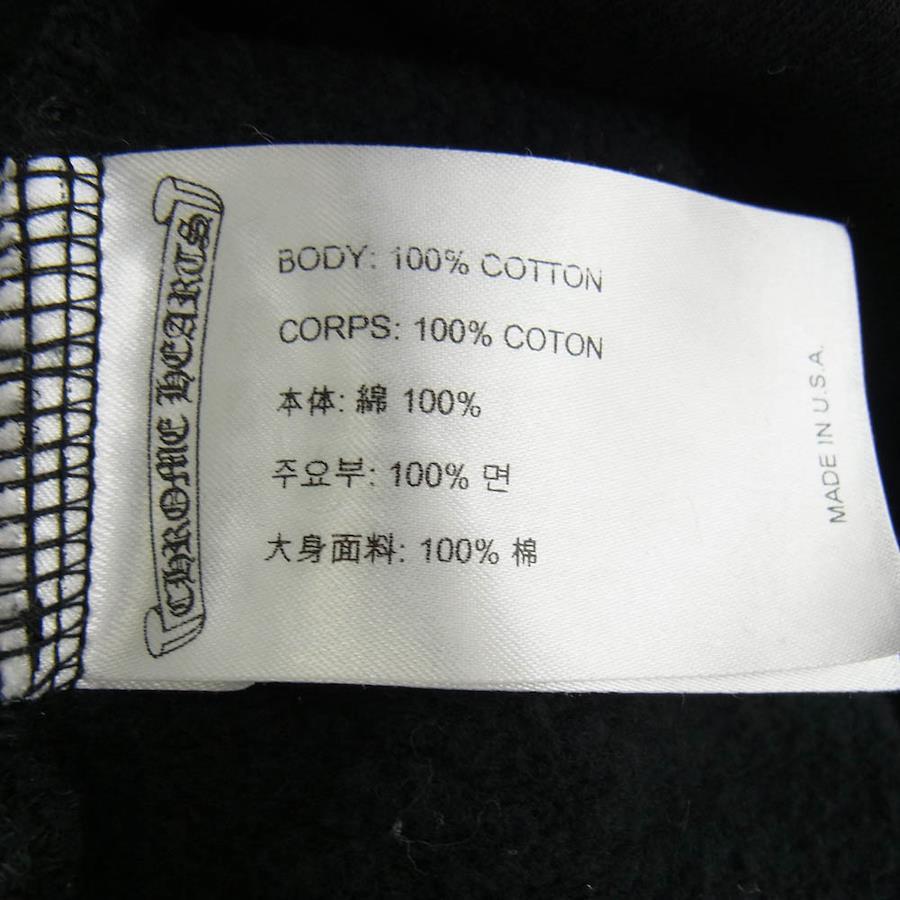 CHROME HEARTS
BODY: 100% COTTON
CORPS: 100% COTON
本体: 綿 100%
주요부: 100% 면
大身面料: 100% 棉
MADE IN U.S.A.